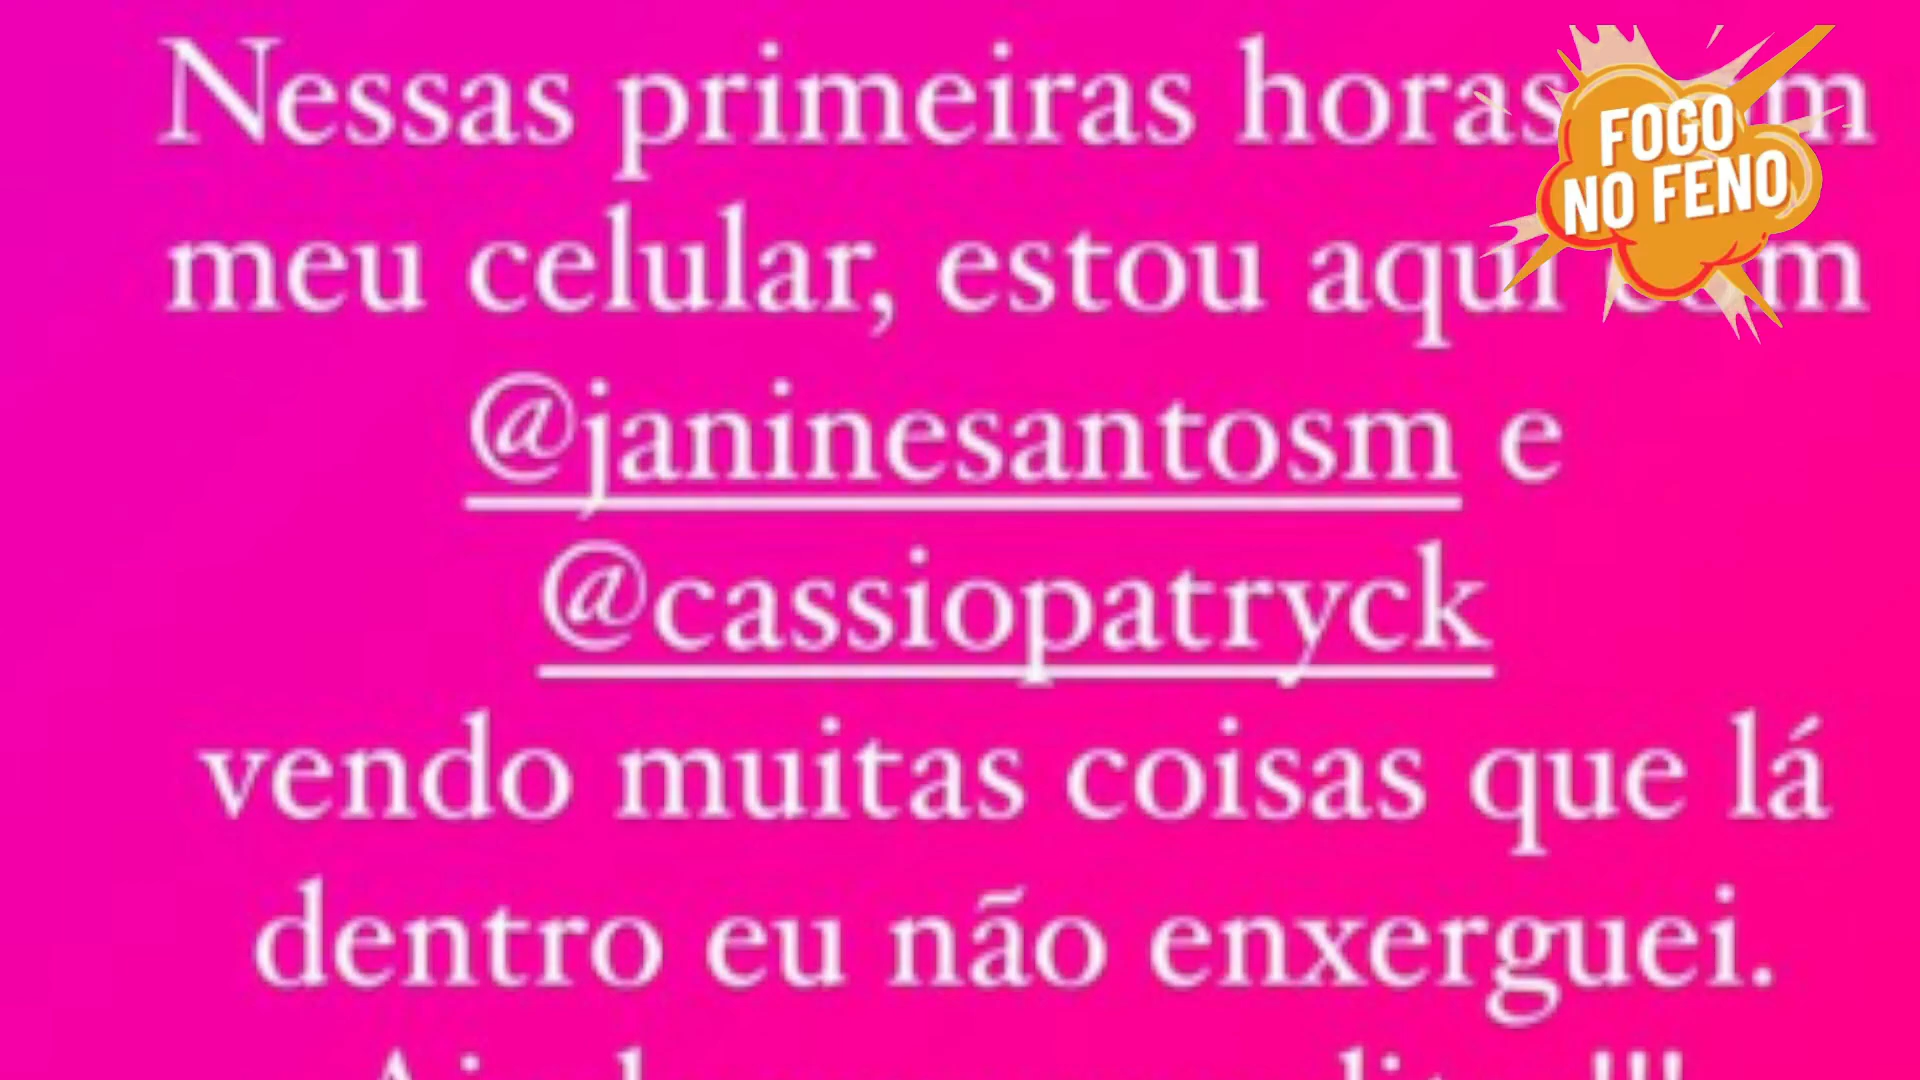 Nessas primeiras horas
meu celular, estou aqui
@janinesantosm e
@cassiopatryck
vendo muitas coisas que lá
dentro eu não enxerguei.
FOGO
NO FENO